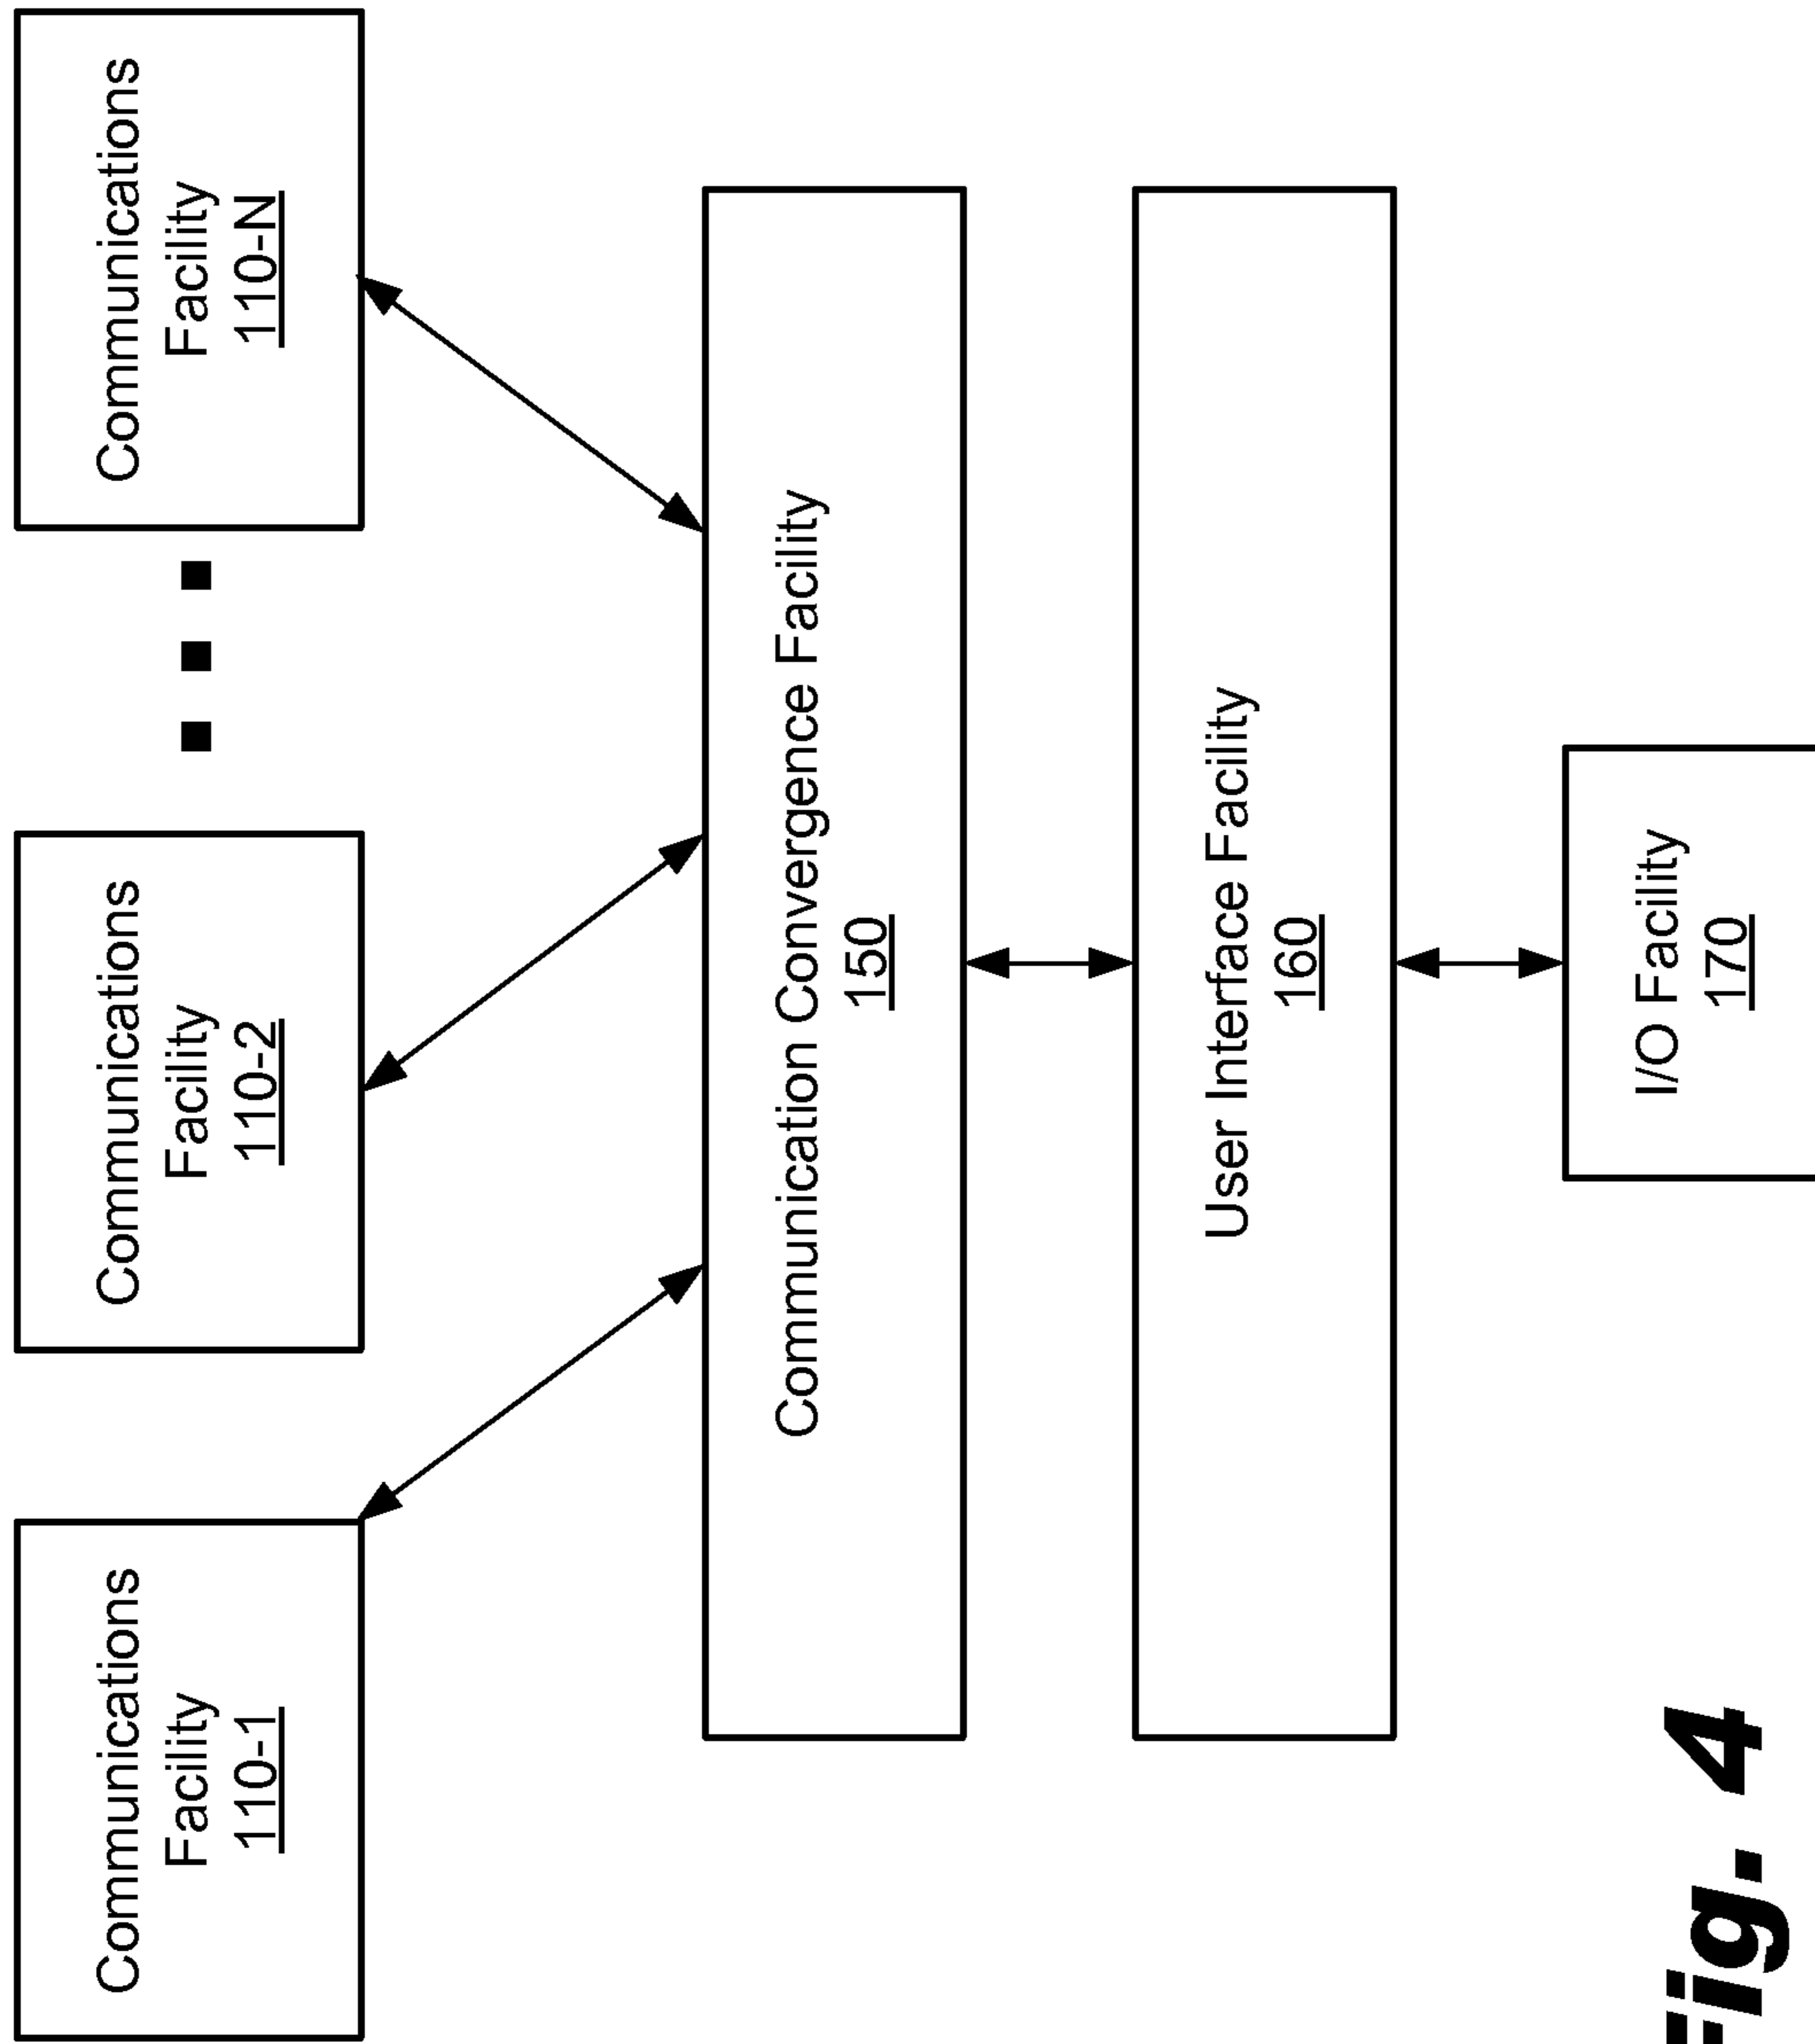 Communications
Facility
110-1
Communications
Facility
110-2
Communications
Facility
110-N
Communication Convergence Facility
150
User Interface Facility
160
I/O Facility
170
Fig. 4